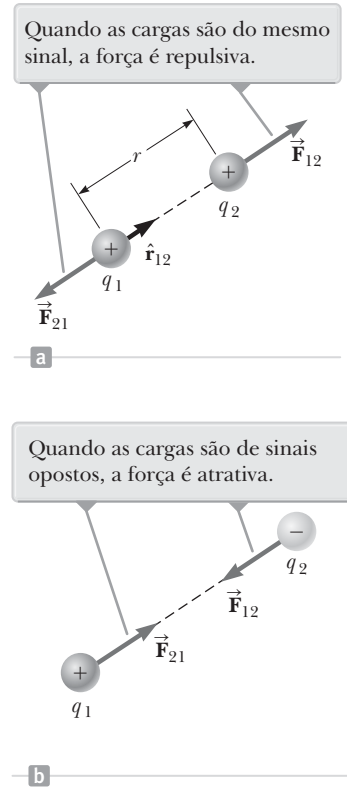 Quando as cargas são do mesmo
sinal, a força é repulsiva.
r
+
F⃗12
q2
+
r̂12
q1
F⃗21
a
Quando as cargas são de sinais
opostos, a força é atrativa.
−
q2
F⃗12
F⃗21
+
q1
b